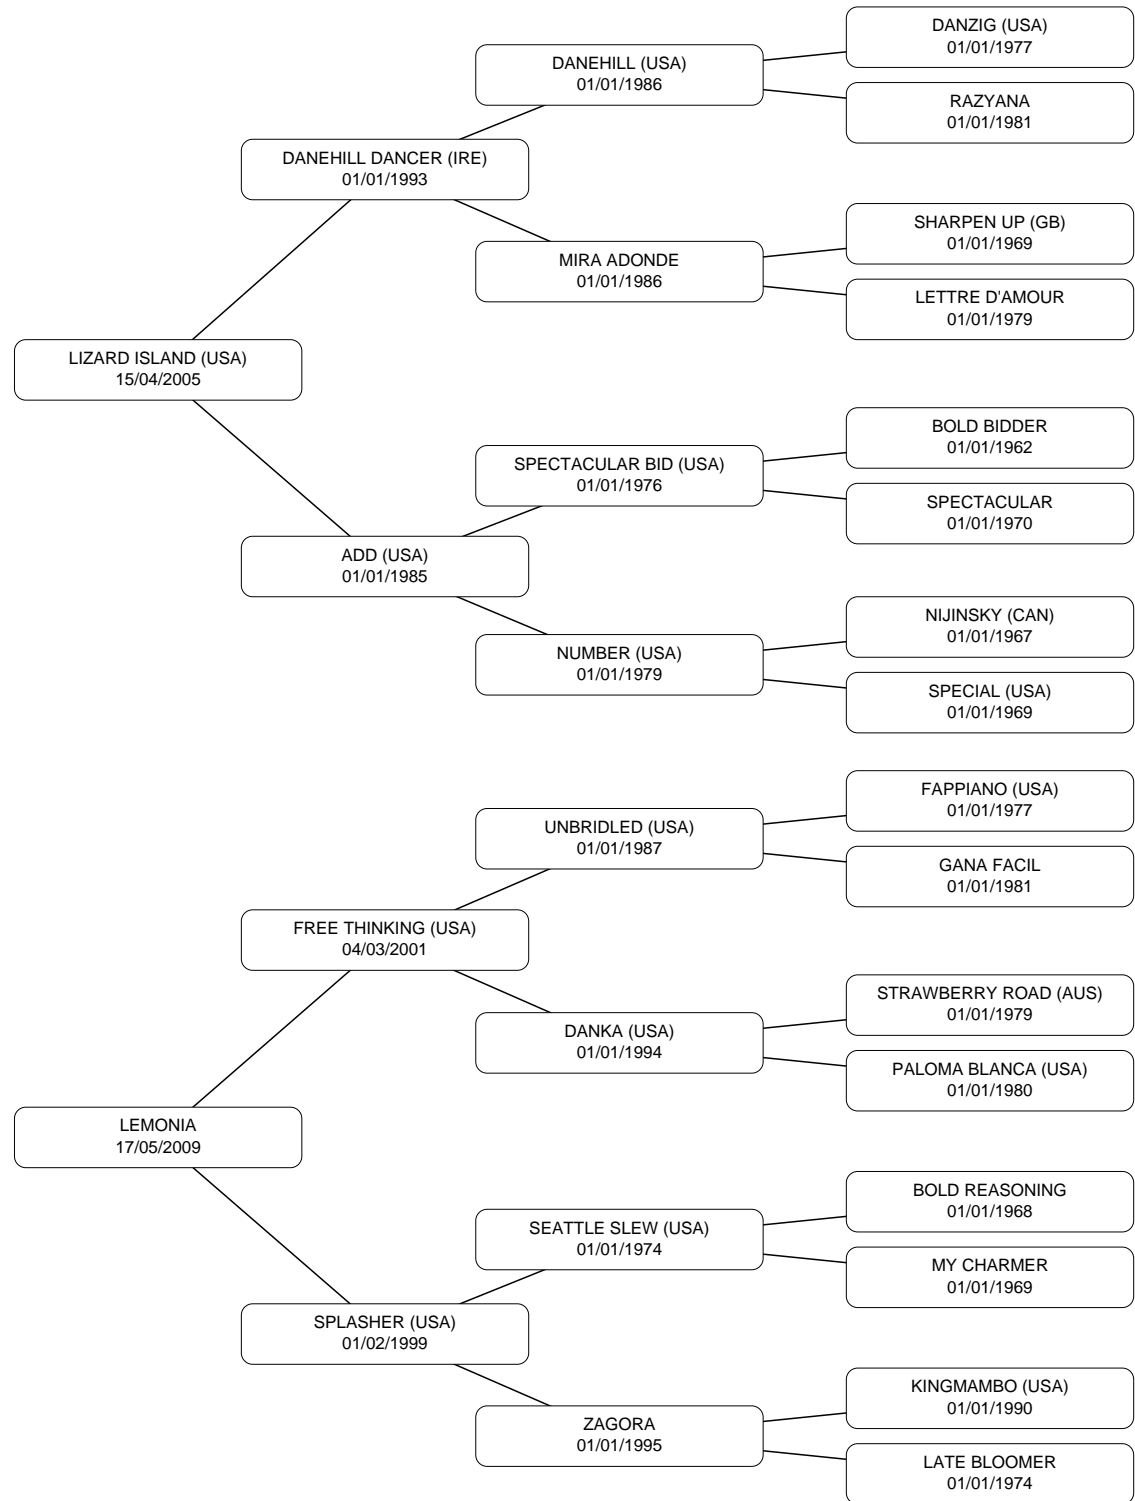 DANZIG (USA)
01/01/1977
DANEHILL (USA)
01/01/1986
RAZYANA
01/01/1981
DANEHILL DANCER (IRE)
01/01/1993
SHARPEN UP (GB)
01/01/1969
MIRA ADONDE
01/01/1986
LETTRE D'AMOUR
01/01/1979
LIZARD ISLAND (USA)
15/04/2005
BOLD BIDDER
01/01/1962
SPECTACULAR BID (USA)
01/01/1976
SPECTACULAR
01/01/1970
ADD (USA)
01/01/1985
NIJINSKY (CAN)
01/01/1967
NUMBER (USA)
01/01/1979
SPECIAL (USA)
01/01/1969
FAPPIANO (USA)
01/01/1977
UNBRIDLED (USA)
01/01/1987
GANA FACIL
01/01/1981
FREE THINKING (USA)
04/03/2001
STRAWBERRY ROAD (AUS)
01/01/1979
DANKA (USA)
01/01/1994
PALOMA BLANCA (USA)
01/01/1980
LEMONIA
17/05/2009
BOLD REASONING
01/01/1968
SEATTLE SLEW (USA)
01/01/1974
MY CHARMER
01/01/1969
SPLASHER (USA)
01/02/1999
KINGMAMBO (USA)
01/01/1990
ZAGORA
01/01/1995
LATE BLOOMER
01/01/1974